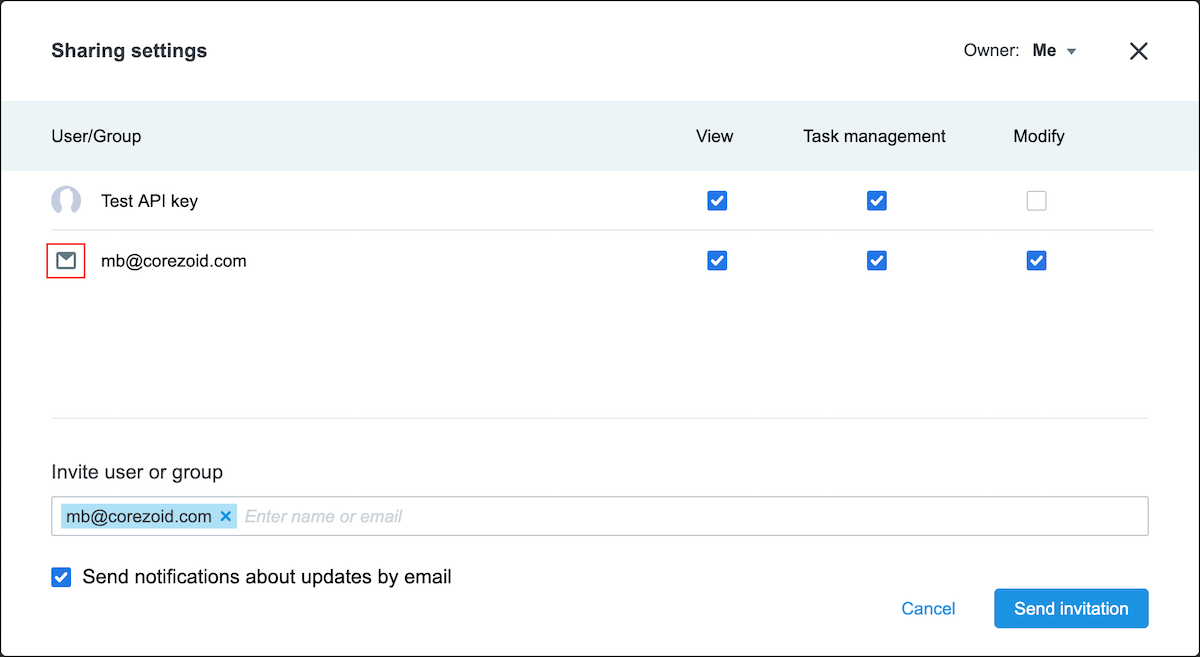 Sharing settings
Owner: Me
User/Group View Task management Modify
Test API key
mb@corezoid.com
Invite user or group
mb@corezoid.com Enter name or email
Send notifications about updates by email
Cancel Send invitation